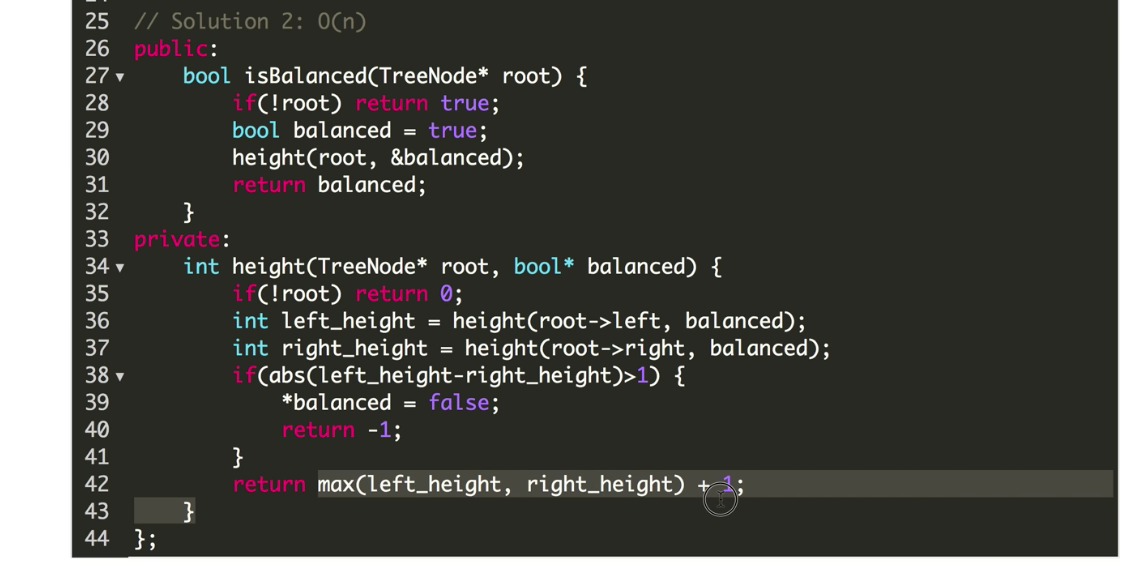 25 // Solution 2: O(n)
26 public:
27 bool isBalanced(TreeNode* root) {
28 if(!root) return true;
29 bool balanced = true;
30 height(root, &balanced);
31 return balanced;
32 }
33 private:
34 int height(TreeNode* root, bool* balanced) {
35 if(!root) return 0;
36 int left_height = height(root->left, balanced);
37 int right_height = height(root->right, balanced);
38 if(abs(left_height-right_height)>1) {
39 *balanced = false;
40 return -1;
41 }
42 return max(left_height, right_height) + 1;
43 }
44 };